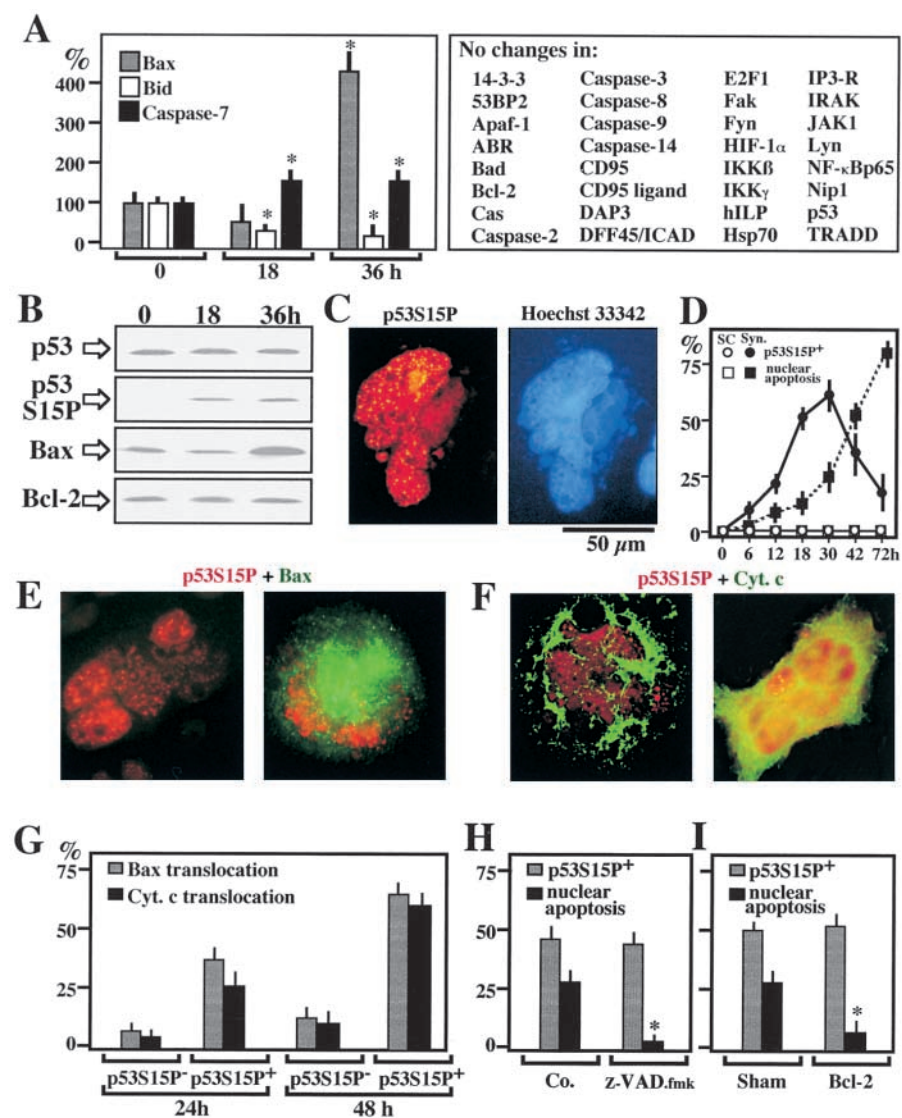 A
%
400
300
200
100
0
Bax
Bid
Caspase-7
* * * * *
0 18 36 h
No changes in:
14-3-3 Caspase-3 E2F1 IP3-R
53BP2 Caspase-8 Fak IRAK
Apaf-1 Caspase-9 Fyn JAK1
ABR Caspase-14 HIF-1α Lyn
Bad CD95 IKKß NF-κBp65
Bcl-2 CD95 ligand IKKγ Nip1
Cas DAP3 hILP p53
Caspase-2 DFF45/ICAD Hsp70 TRADD
B
0 18 36h
p53
p53
S15P
Bax
Bcl-2
C
p53S15P Hoechst 33342
50 µm
D
%
75
50
25
0
SC Syn.
p53S15P+
nuclear
apoptosis
0 6 12 18 30 42 72h
E
p53S15P + Bax
F
p53S15P + Cyt. c
G
%
75
50
25
0
Bax translocation
Cyt. c translocation
p53S15P- p53S15P+ p53S15P- p53S15P+
24h 48 h
H
75
50
25
0
p53S15P+
nuclear
apoptosis
*
Co. z-VAD.fmk
I
p53S15P+
nuclear
apoptosis
*
Sham Bcl-2